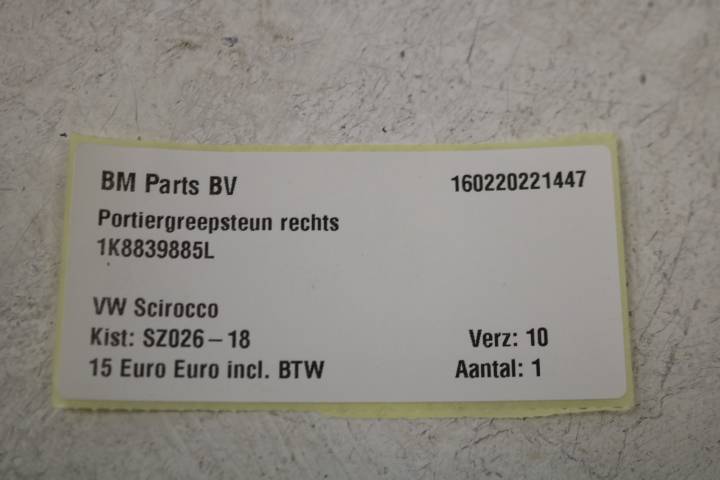 BM Parts BV 160220221447
Portiergreepsteun rechts
1K8839885L
VW Scirocco
Kist: SZ026-18 Verz: 10
15 Euro Euro incl. BTW Aantal: 1